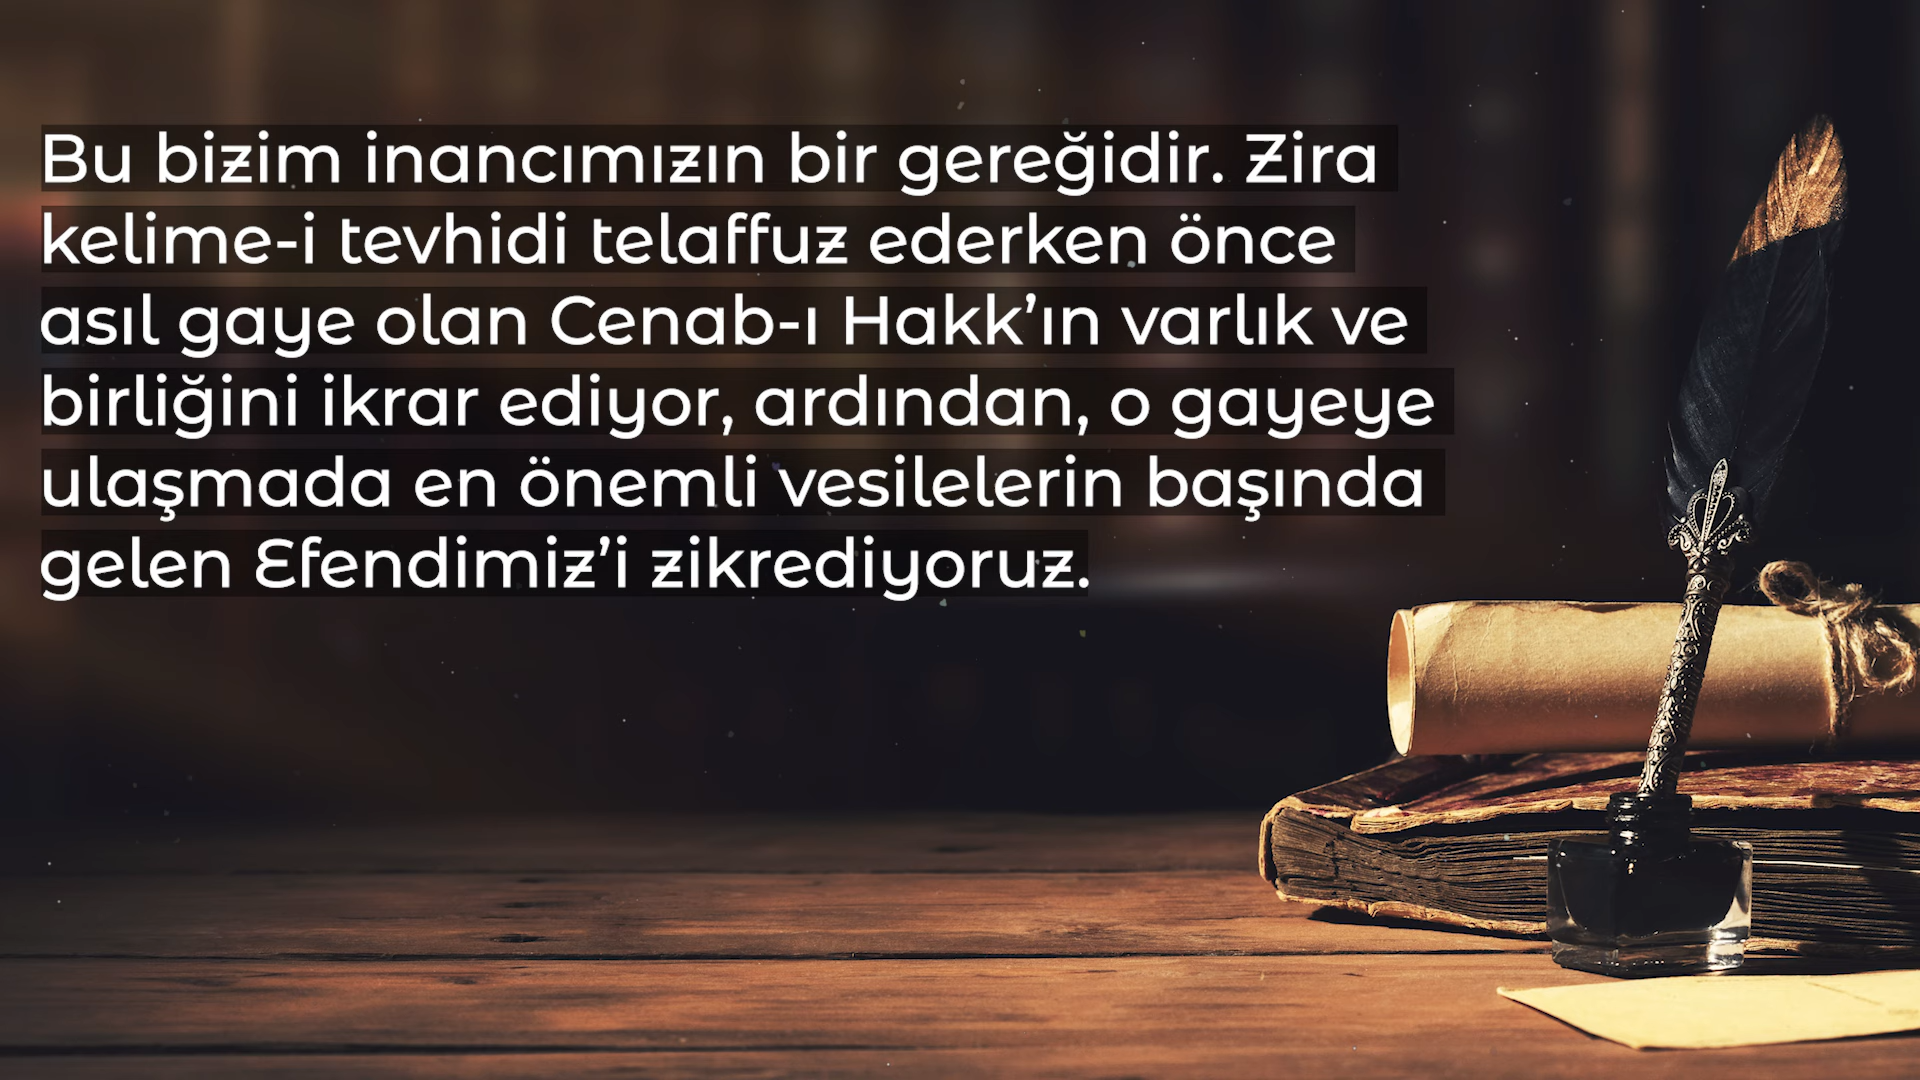 Bu bizim inancımızın bir gereğidir. Zira
kelime-i tevhidi telaffuz ederken önce
asıl gaye olan Cenab-ı Hakk’ın varlık ve
birliğini ikrar ediyor, ardından, o gayeye
ulaşmada en önemli vesilelerin başında
gelen Efendimiz’i zikrediyoruz.